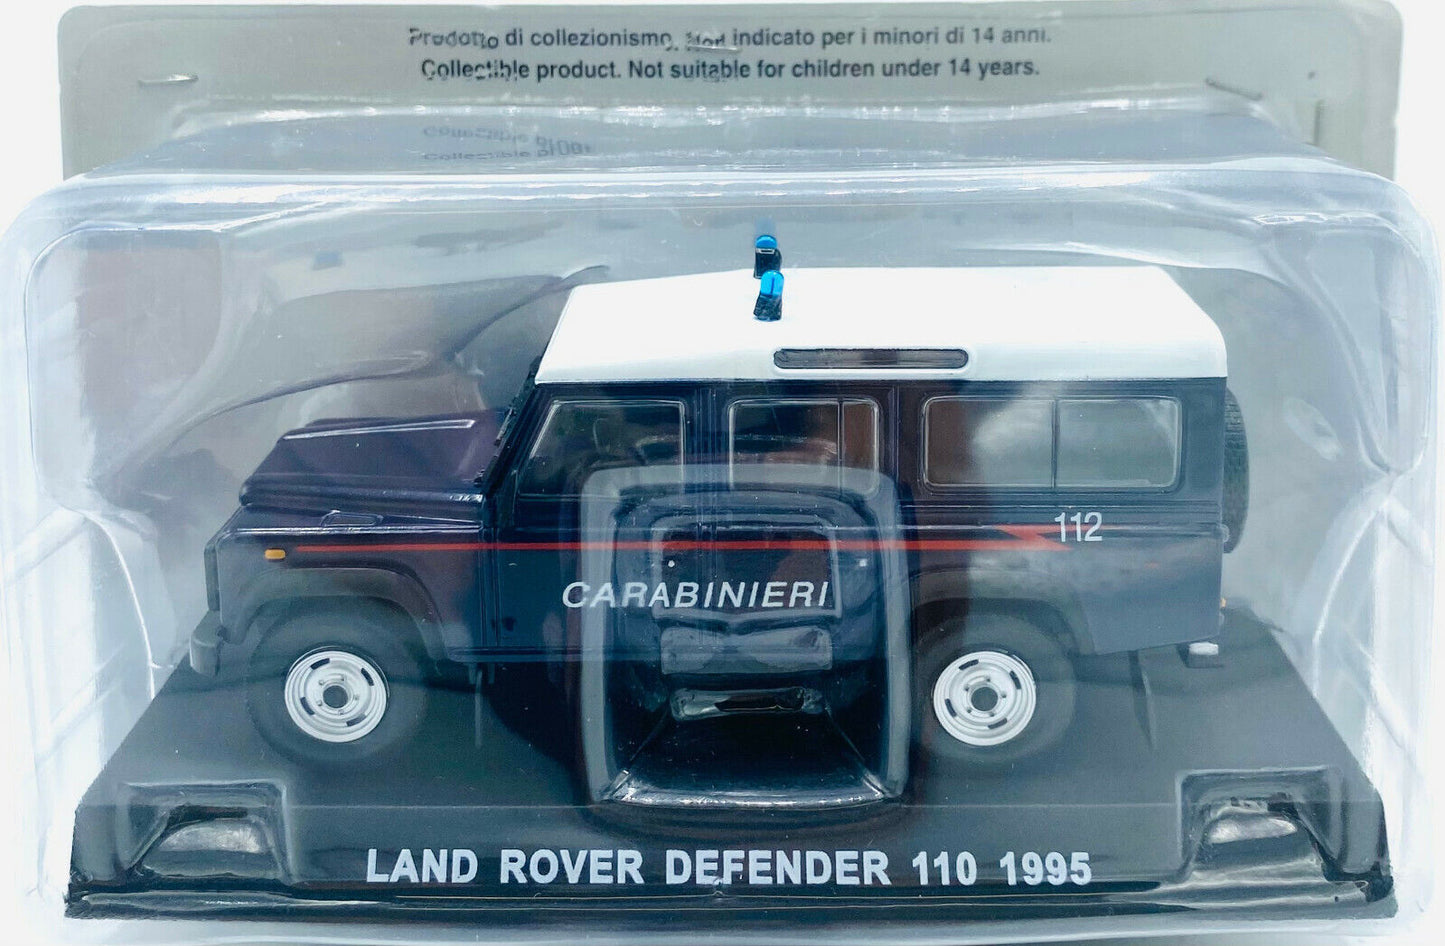 Prodotto di collezionismo. Non indicato per i minori di 14 anni.
Collectible product. Not suitable for children under 14 years.
112
CARABINIERI
LAND ROVER DEFENDER 110 1995